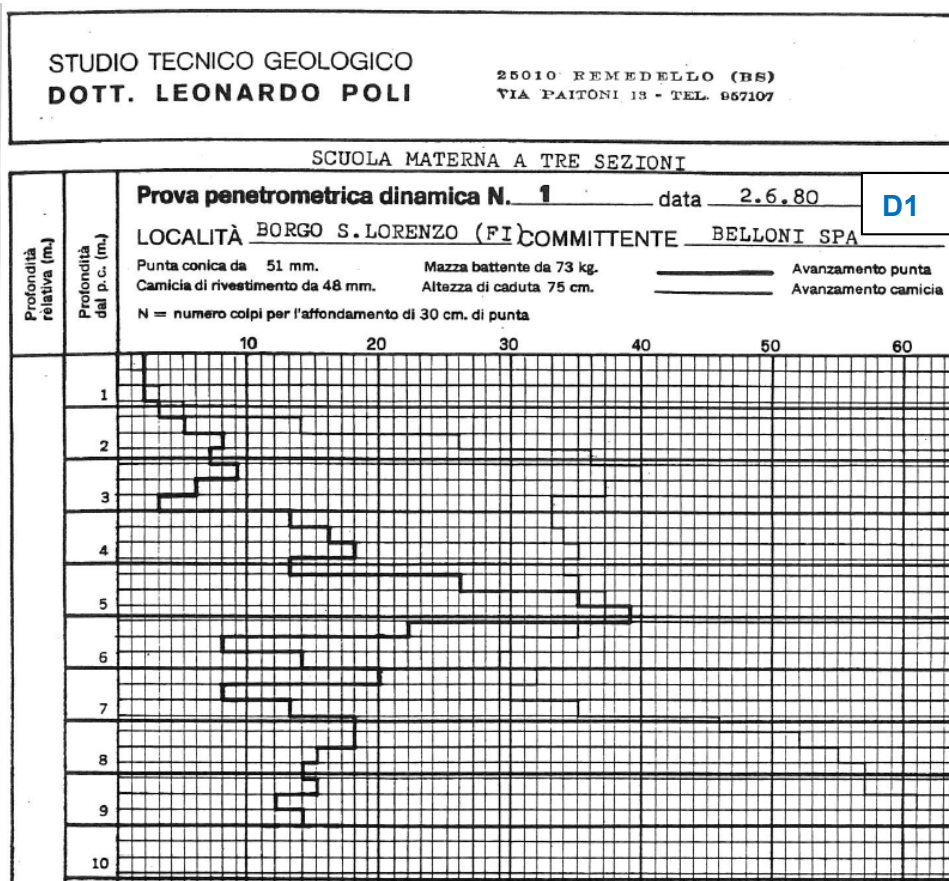 STUDIO TECNICO GEOLOGICO
DOTT. LEONARDO POLI
25010 REMEDELLO (BS)
VIA PAITONI 13 - TEL. 957107
SCUOLA MATERNA A TRE SEZIONI
Profondità relativa (m.)
Profondità dal p. c. (m.)
Prova penetrometrica dinamica N. 1 data 2.6.80
D1
LOCALITÀ BORGO S.LORENZO (FI) COMMITTENTE BELLONI SPA
Punta conica da 51 mm. Mazza battente da 73 kg. Avanzamento punta
Camicia di rivestimento da 48 mm. Altezza di caduta 75 cm. Avanzamento camicia
N = numero colpi per l'affondamento di 30 cm. di punta
10 20 30 40 50 60
1
2
3
4
5
6
7
8
9
10